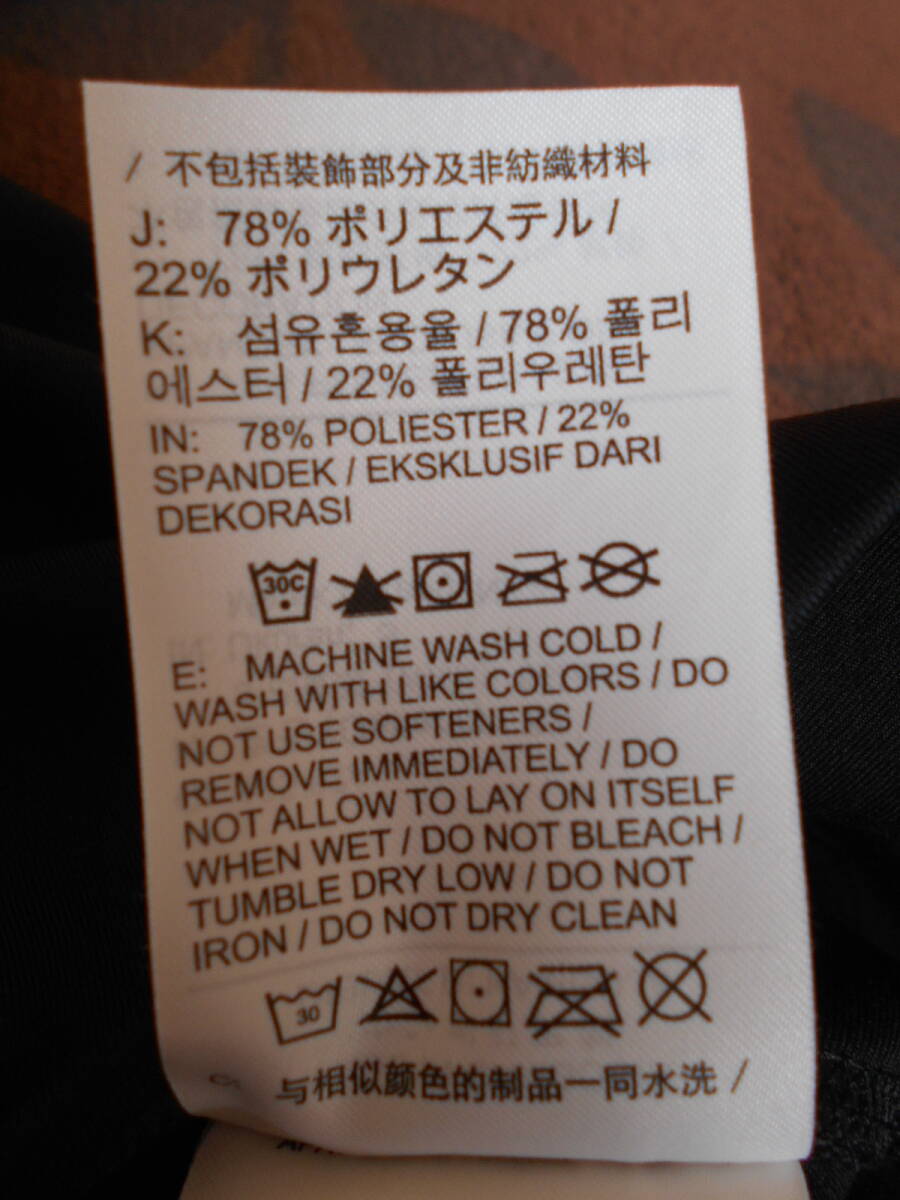 / 不包括裝飾部分及非紡織材料
J: 78% ポリエステル /
22% ポリウレタン
K: 섬유혼용율 / 78% 폴리
에스터 / 22% 폴리우레탄
IN: 78% POLIESTER / 22%
SPANDEK / EKSKLUSIF DARI
DEKORASI
30C
E: MACHINE WASH COLD /
WASH WITH LIKE COLORS / DO
NOT USE SOFTENERS /
REMOVE IMMEDIATELY / DO
NOT ALLOW TO LAY ON ITSELF
WHEN WET / DO NOT BLEACH /
TUMBLE DRY LOW / DO NOT
IRON / DO NOT DRY CLEAN
30
与相似颜色的制品一同水洗 /